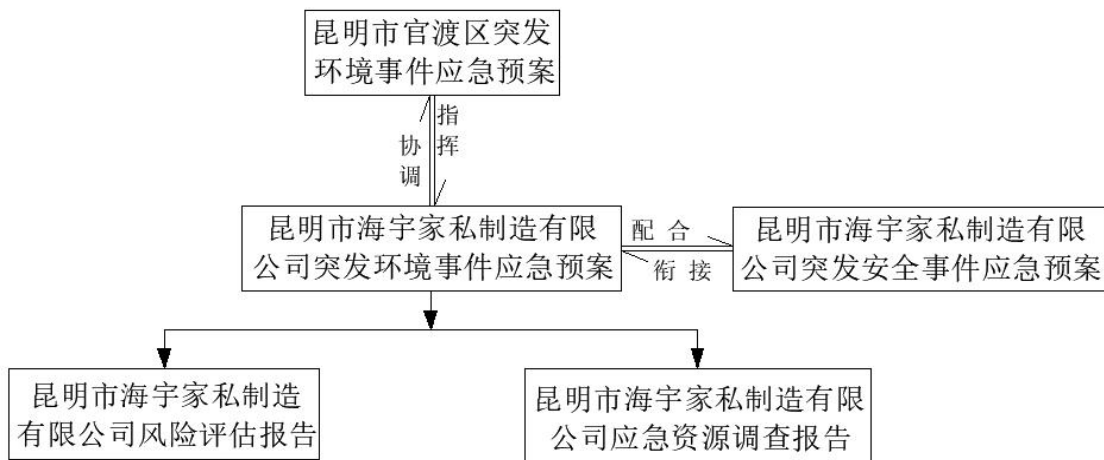 昆明市官渡区突发
环境事件应急预案
协调
指挥
昆明市海宇家私制造有限
公司突发环境事件应急预案
配合
衔接
昆明市海宇家私制造有限
公司突发安全事件应急预案
昆明市海宇家私制造
有限公司风险评估报告
昆明市海宇家私制造有限
公司应急资源调查报告